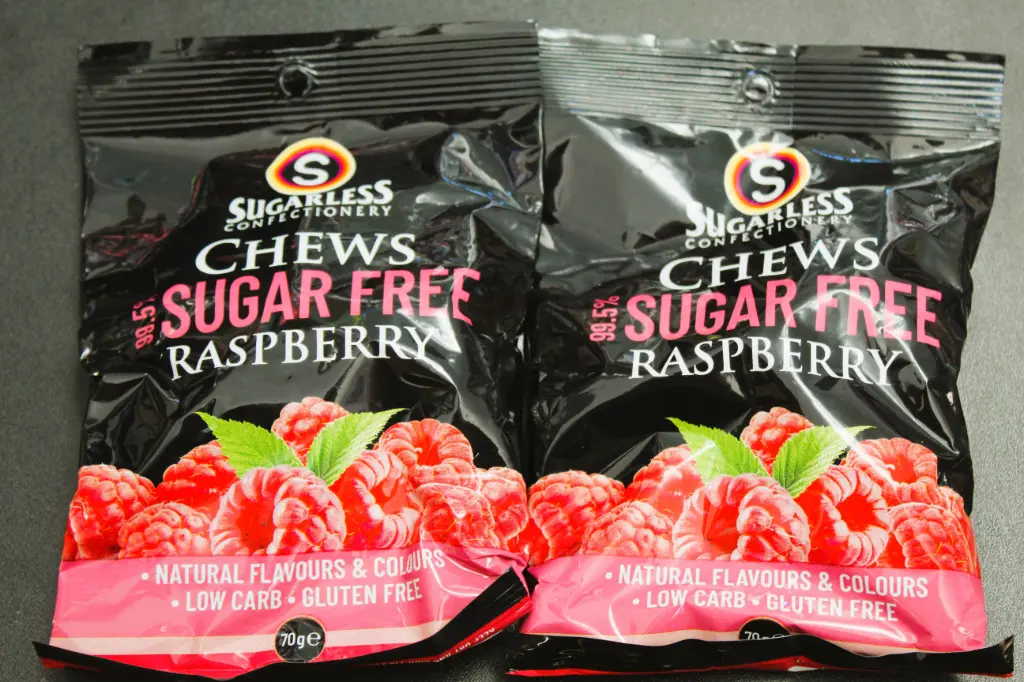 S
SUGARLESS
CONFECTIONERY
CHEWS
99.5% SUGAR FREE
RASPBERRY
• NATURAL FLAVOURS & COLOURS
• LOW CARB • GLUTEN FREE
70g℮
S
SUGARLESS
CONFECTIONERY
CHEWS
99.5% SUGAR FREE
RASPBERRY
• NATURAL FLAVOURS & COLOURS
• LOW CARB • GLUTEN FREE
70g℮